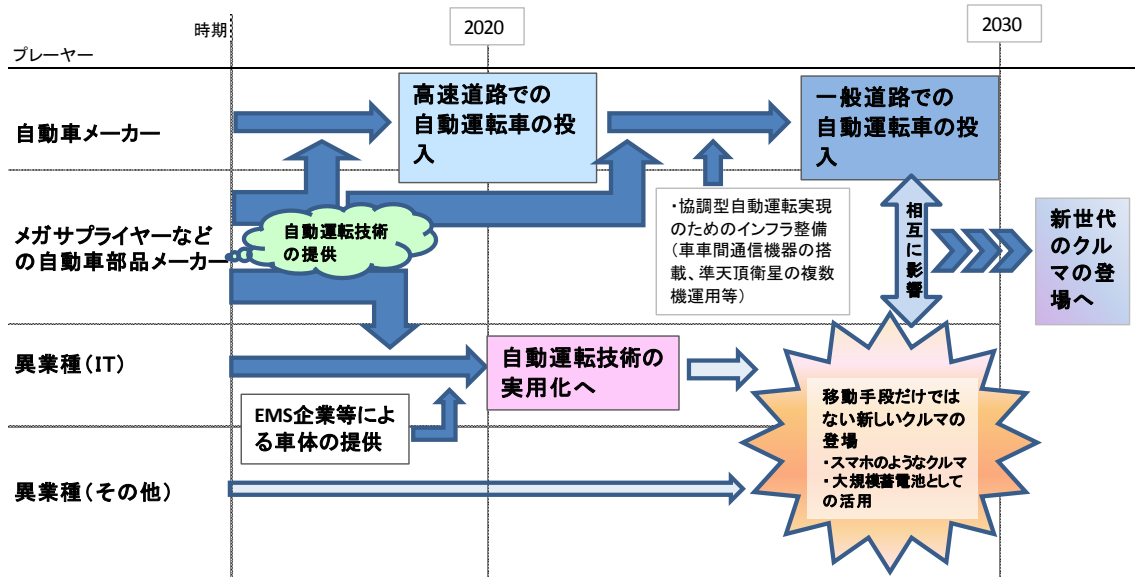 時期
2020
2030
プレーヤー
自動車メーカー
高速道路での
自動運転車の投
入
一般道路での
自動運転車の投
入
メガサプライヤーなど
の自動車部品メーカー
自動運転技術
の提供
・協調型自動運転実現
のためのインフラ整備
(車車間通信機器の搭
載、準天頂衛星の複数
機運用等)
相互に影響
新世代
のクル
マの登
場へ
異業種(IT)
自動運転技術の
実用化へ
EMS企業等によ
る車体の提供
移動手段だけでは
ない新しいクルマの
登場
・スマホのようなクルマ
・大規模蓄電池として
の活用
異業種(その他)